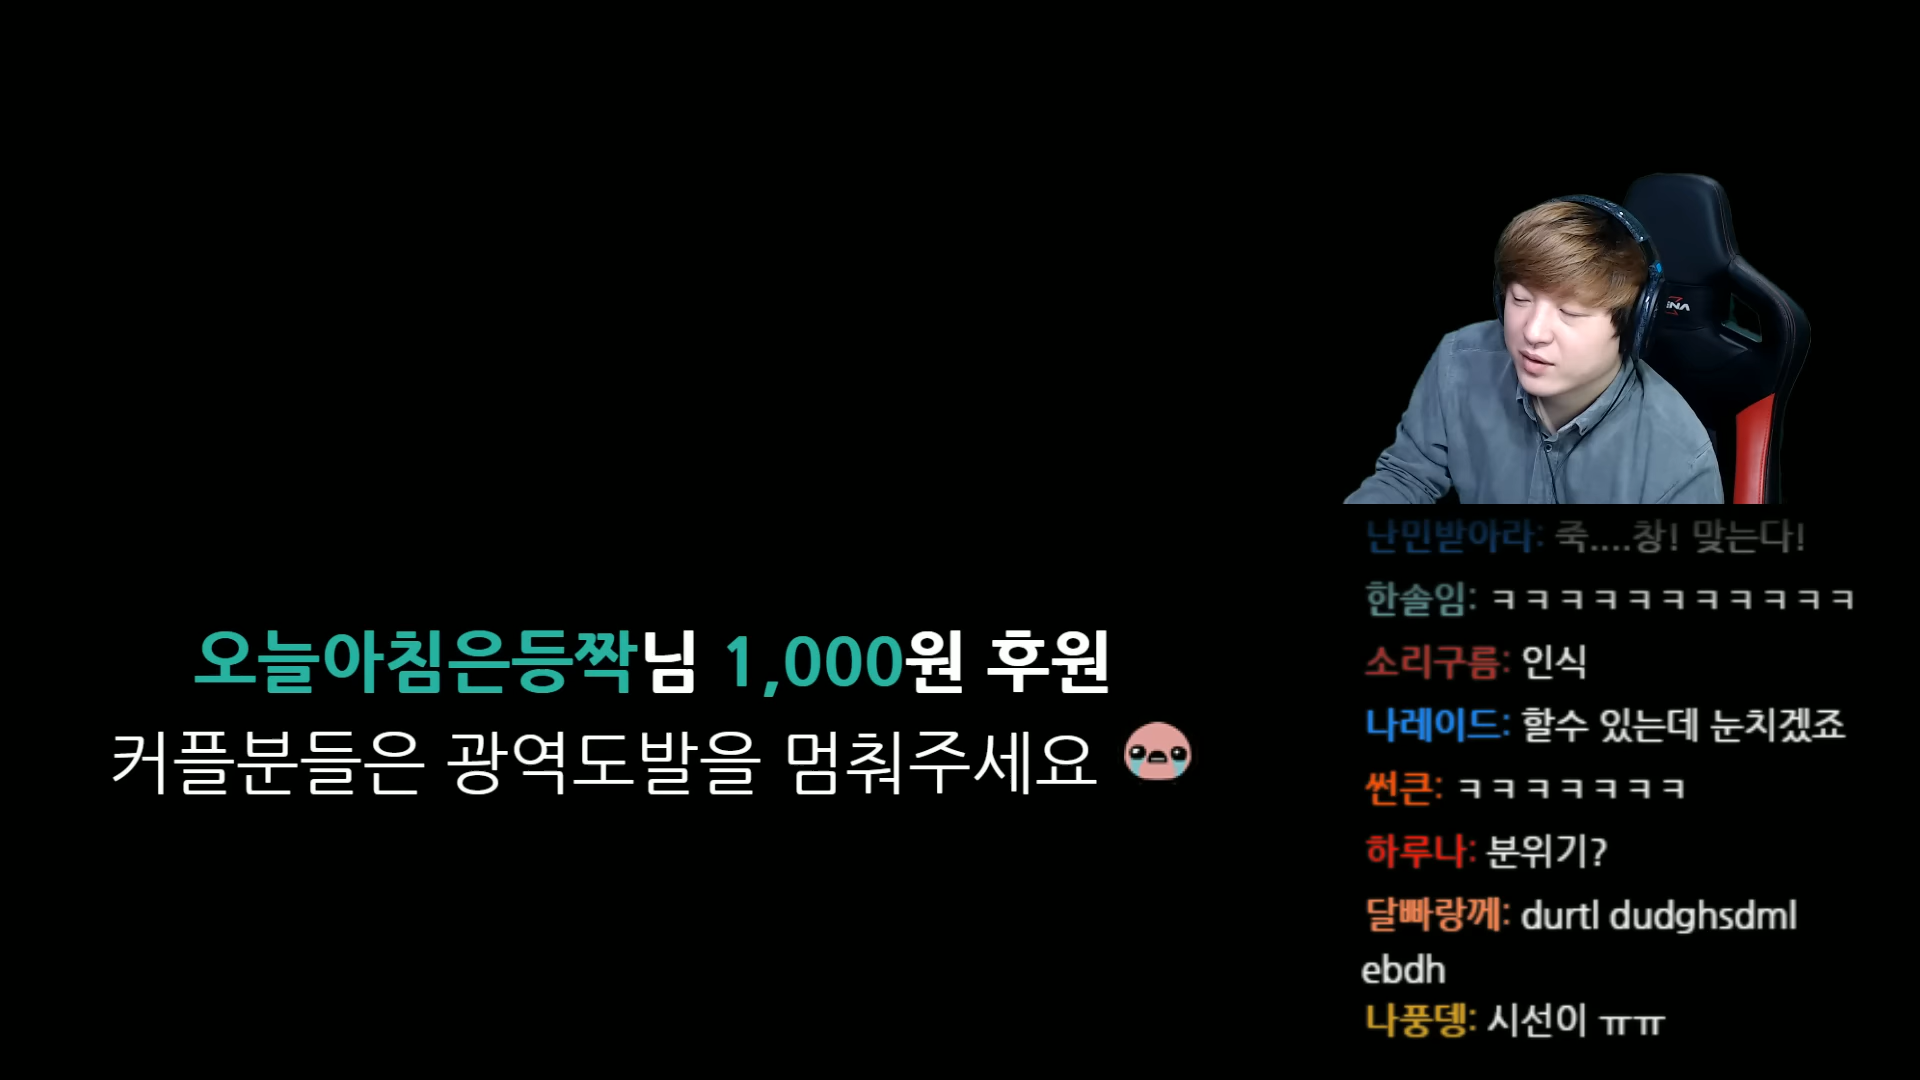 오늘아침은등짝님 1,000원 후원
커플분들은 광역도발을 멈춰주세요
난민받아라: 죽....창! 맞는다!
한솔임: ㅋㅋㅋㅋㅋㅋㅋㅋㅋㅋㅋ
소리구름: 인식
나레이드: 할수 있는데 눈치겠죠
썬큰: ㅋㅋㅋㅋㅋㅋㅋ
하루나: 분위기?
달빠랑께: durtl dudghsdml
ebdh
나풍뎅: 시선이 ㅠㅠ